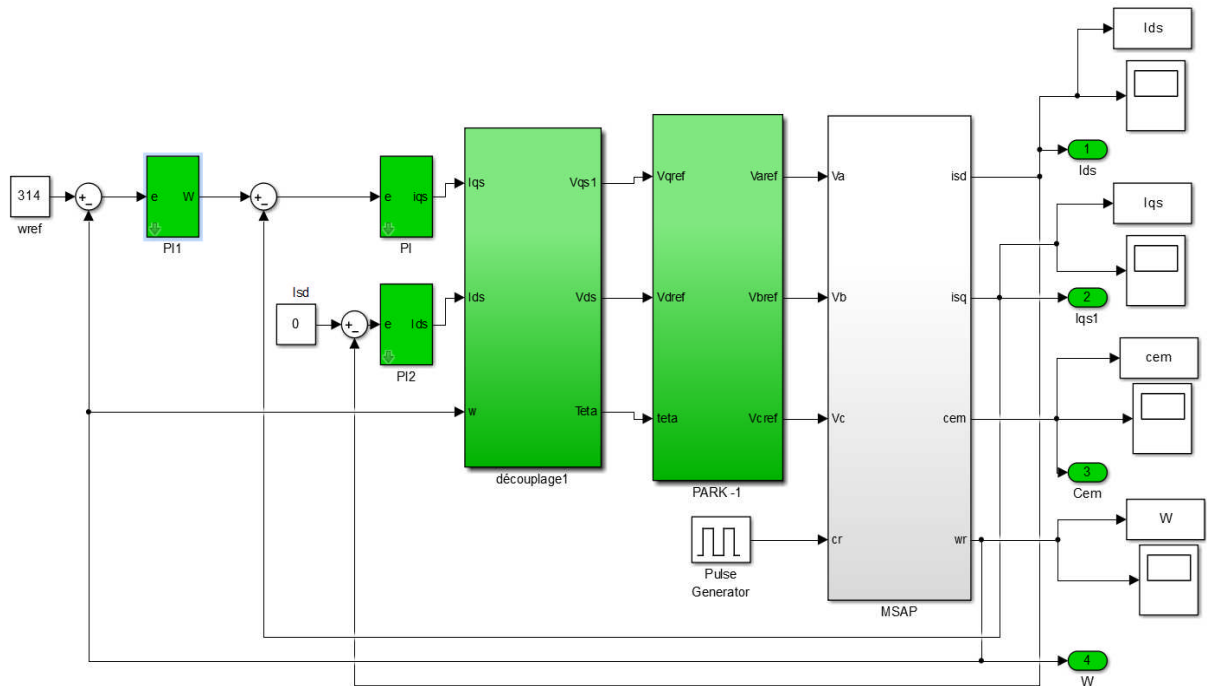 Ids
1
Ids
314
wref
+
-
e
W
PI1
+
-
e
iqs
PI
Iqs
Vqs1
Vqref
Varef
Va
isd
Iqs
Isd
0
+
-
e
Ids
PI2
Ids
Vds
Vdref
Vbref
Vb
isq
2
Iqs1
cem
w
Teta
teta
Vcref
Vc
cem
découplage1
PARK -1
3
Cem
Pulse
Generator
cr
wr
MSAP
W
4
W